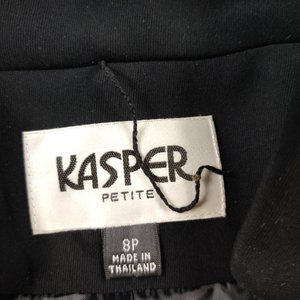 KASPER
PETITE
8P
MADE IN
THAILAND